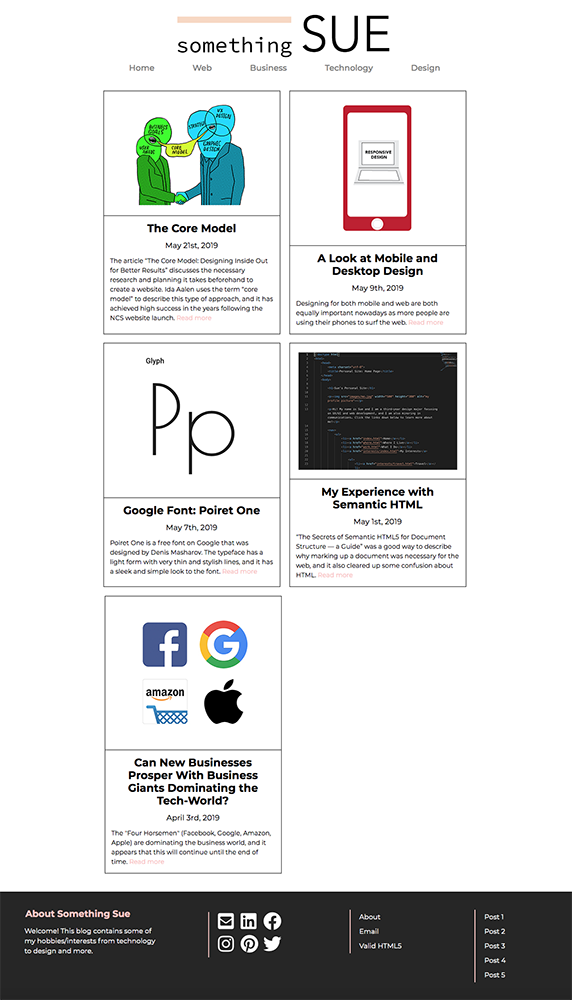 something SUE
Home Web Business Technology Design
BUSINESS GOALS
USER NEEDS
CORE MODEL
UX DESIGN
GRAPHIC DESIGN
The Core Model
May 21st, 2019
The article “The Core Model: Designing Inside Out
for Better Results” discusses the necessary
research and planning it takes beforehand to
create a website. Ida Aalen uses the term “core
model” to describe this type of approach, and it has
achieved high success in the years following the
NCS website launch. Read more
RESPONSIVE
DESIGN
A Look at Mobile and
Desktop Design
May 9th, 2019
Designing for both mobile and web are both
equally important nowadays as more people are
using their phones to surf the web. Read more
Glyph
Pp
Google Font: Poiret One
May 7th, 2019
Poiret One is a free font on Google that was
designed by Denis Masharov. The typeface has a
light form with very thin and stylish lines, and it has
a sleek and simple look to the font. Read more
My Experience with
Semantic HTML
May 1st, 2019
“The Secrets of Semantic HTML5 for Document
Structure — a Guide” was a good way to describe
why marking up a document was necessary for the
web, and it also cleared up some confusion about
HTML. Read more
amazon
Can New Businesses
Prosper With Business
Giants Dominating the
Tech-World?
April 3rd, 2019
The "Four Horsemen" (Facebook, Google, Amazon,
Apple) are dominating the business world, and it
appears that this will continue until the end of
time. Read more
About Something Sue
Welcome! This blog contains some of
my hobbies/interests from technology
to design and more.
About
Email
Valid HTML5
Post 1
Post 2
Post 3
Post 4
Post 5